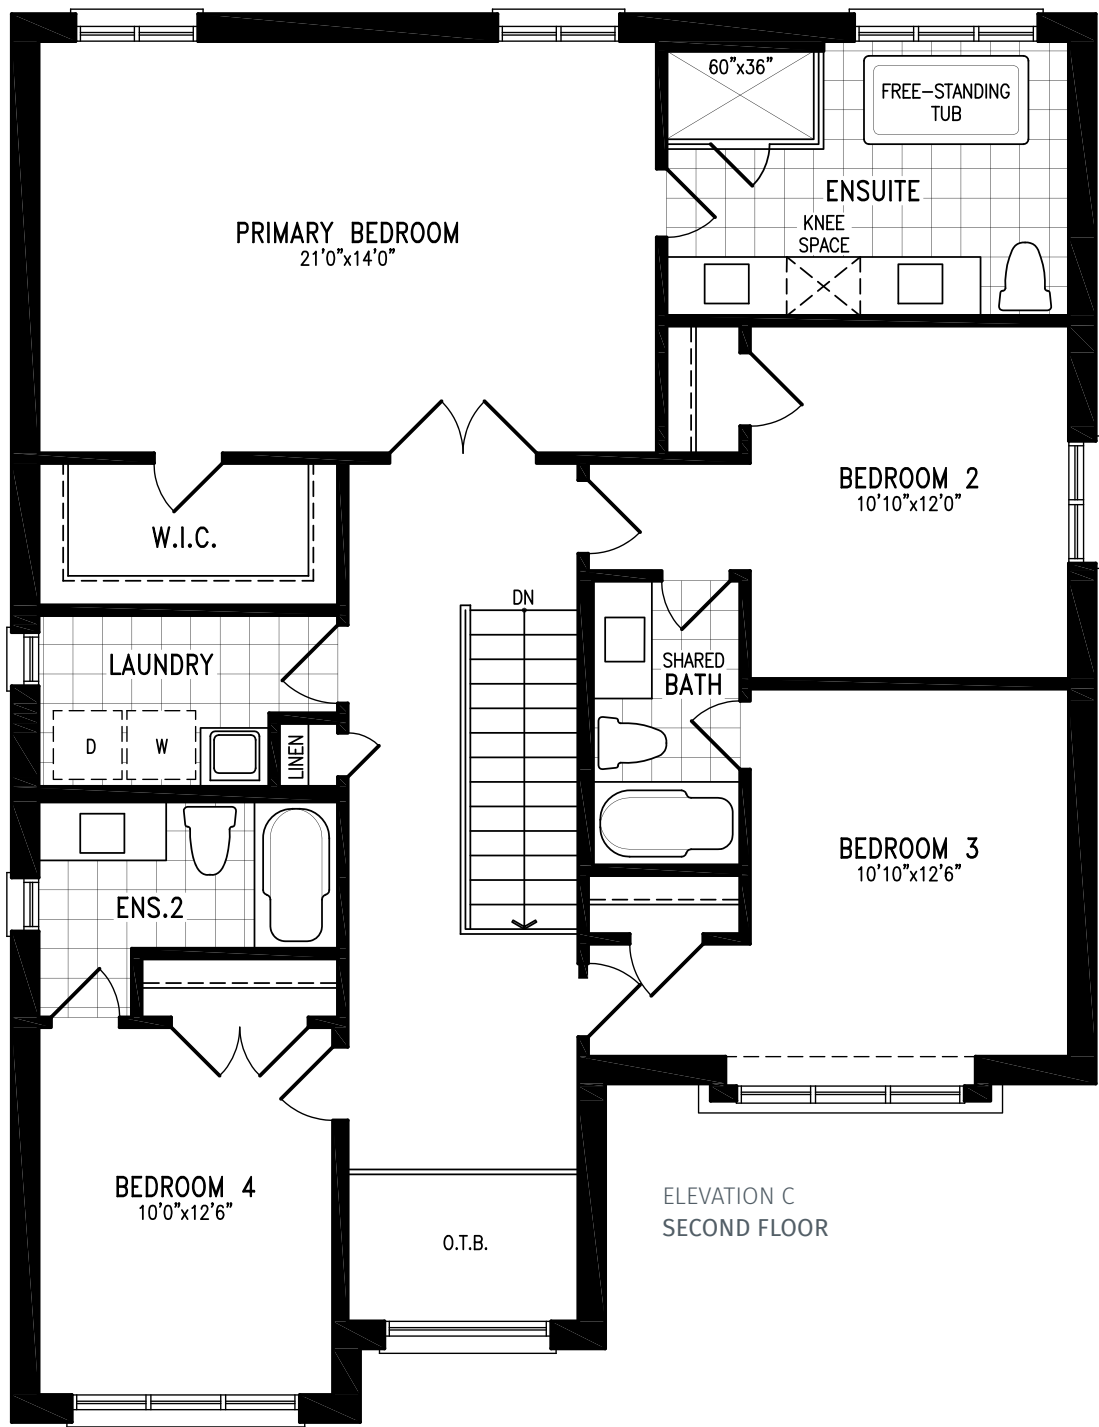 60"x36"
FREE-STANDING
TUB
ENSUITE
KNEE
SPACE
PRIMARY BEDROOM
21'0"x14'0"
BEDROOM 2
10'10"x12'0"
W.I.C.
DN
LAUNDRY
SHARED
BATH
D
W
LINEN
BEDROOM 3
10'10"x12'6"
ENS.2
BEDROOM 4
10'0"x12'6"
O.T.B.
ELEVATION C
SECOND FLOOR